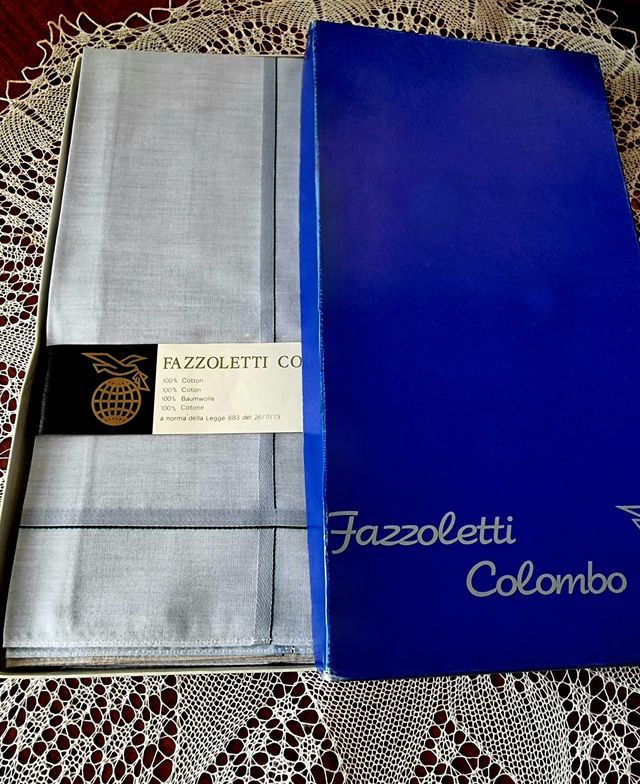 FAZZOLETTI CO
100% Cotton
100% Coton
100% Baumwolle
100% Cotone
a norma della Legge 883 del 26/11/73
Fazzoletti
Colombo